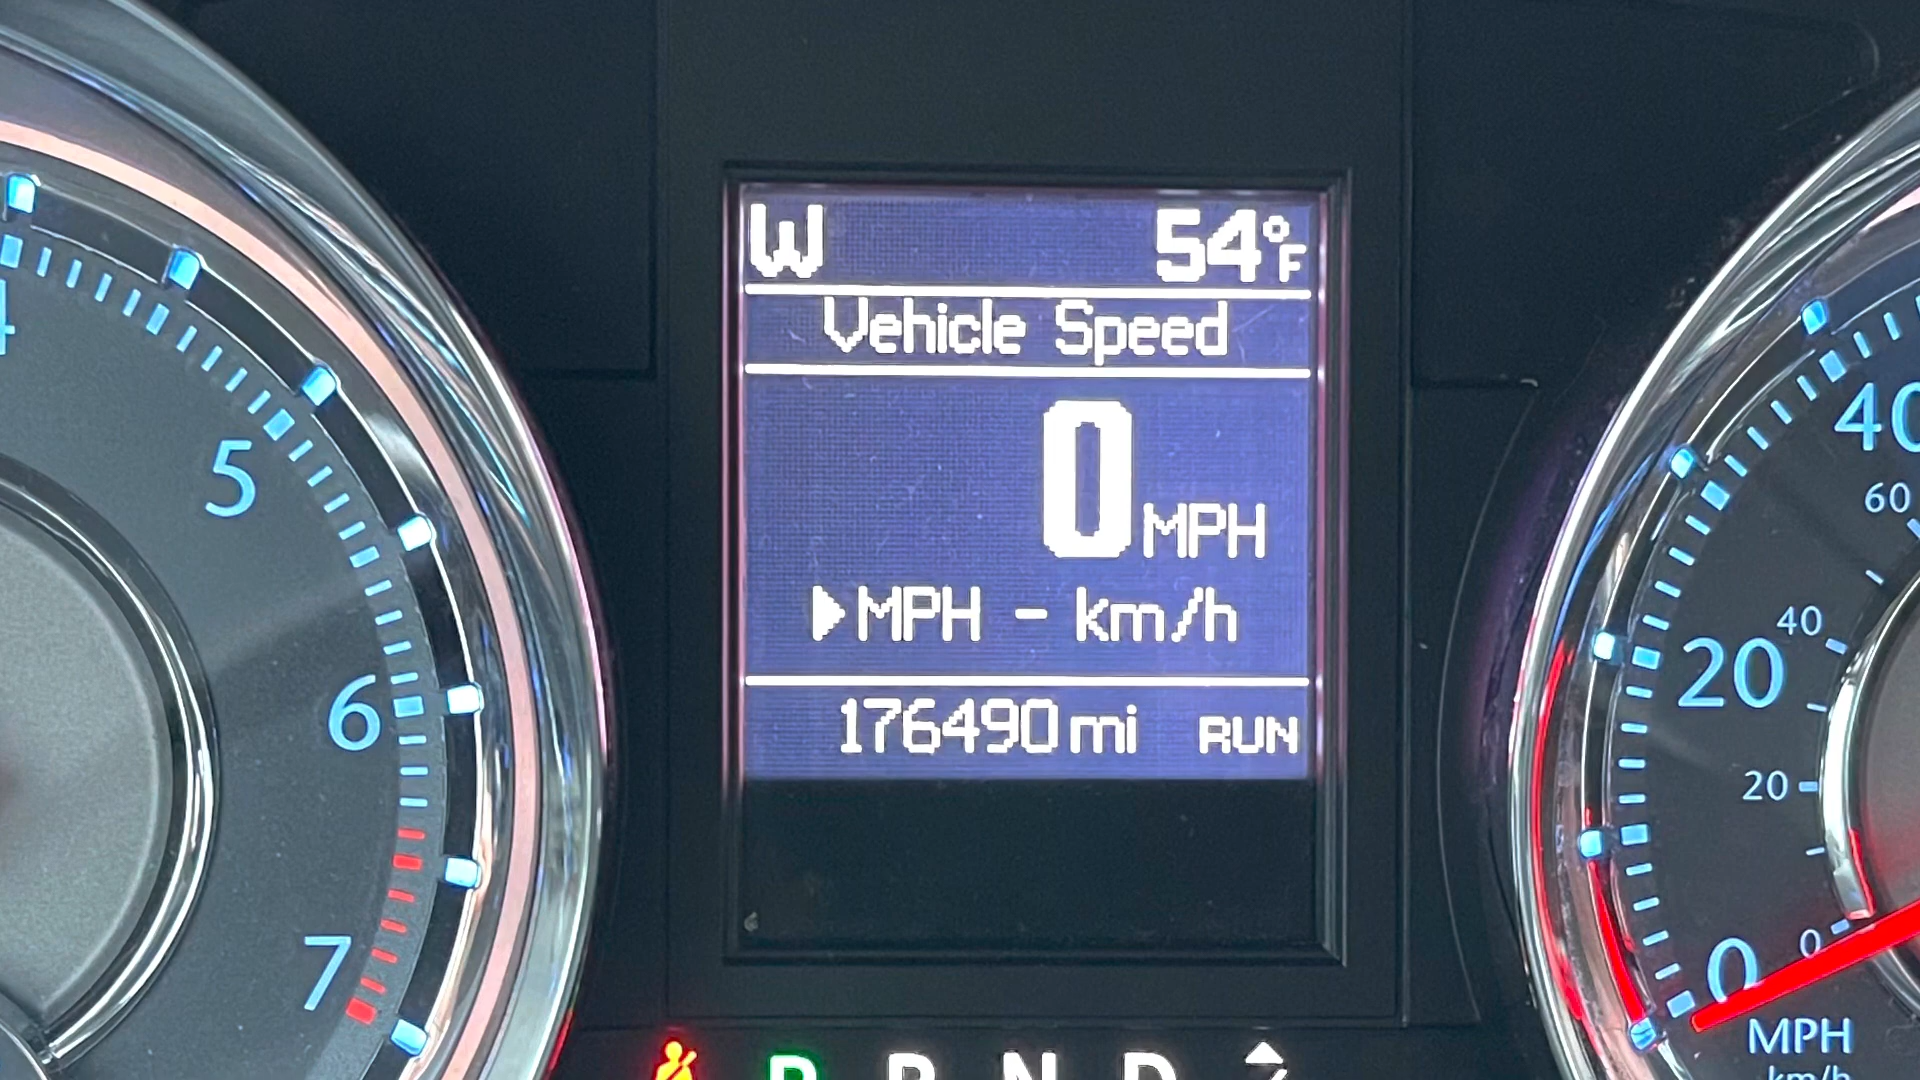 W 54°F
Vehicle Speed
0 MPH
▶MPH - km/h
176490 mi RUN
5
6
7
40
60
40
20
20
0
0
MPH
km/h
P R N D